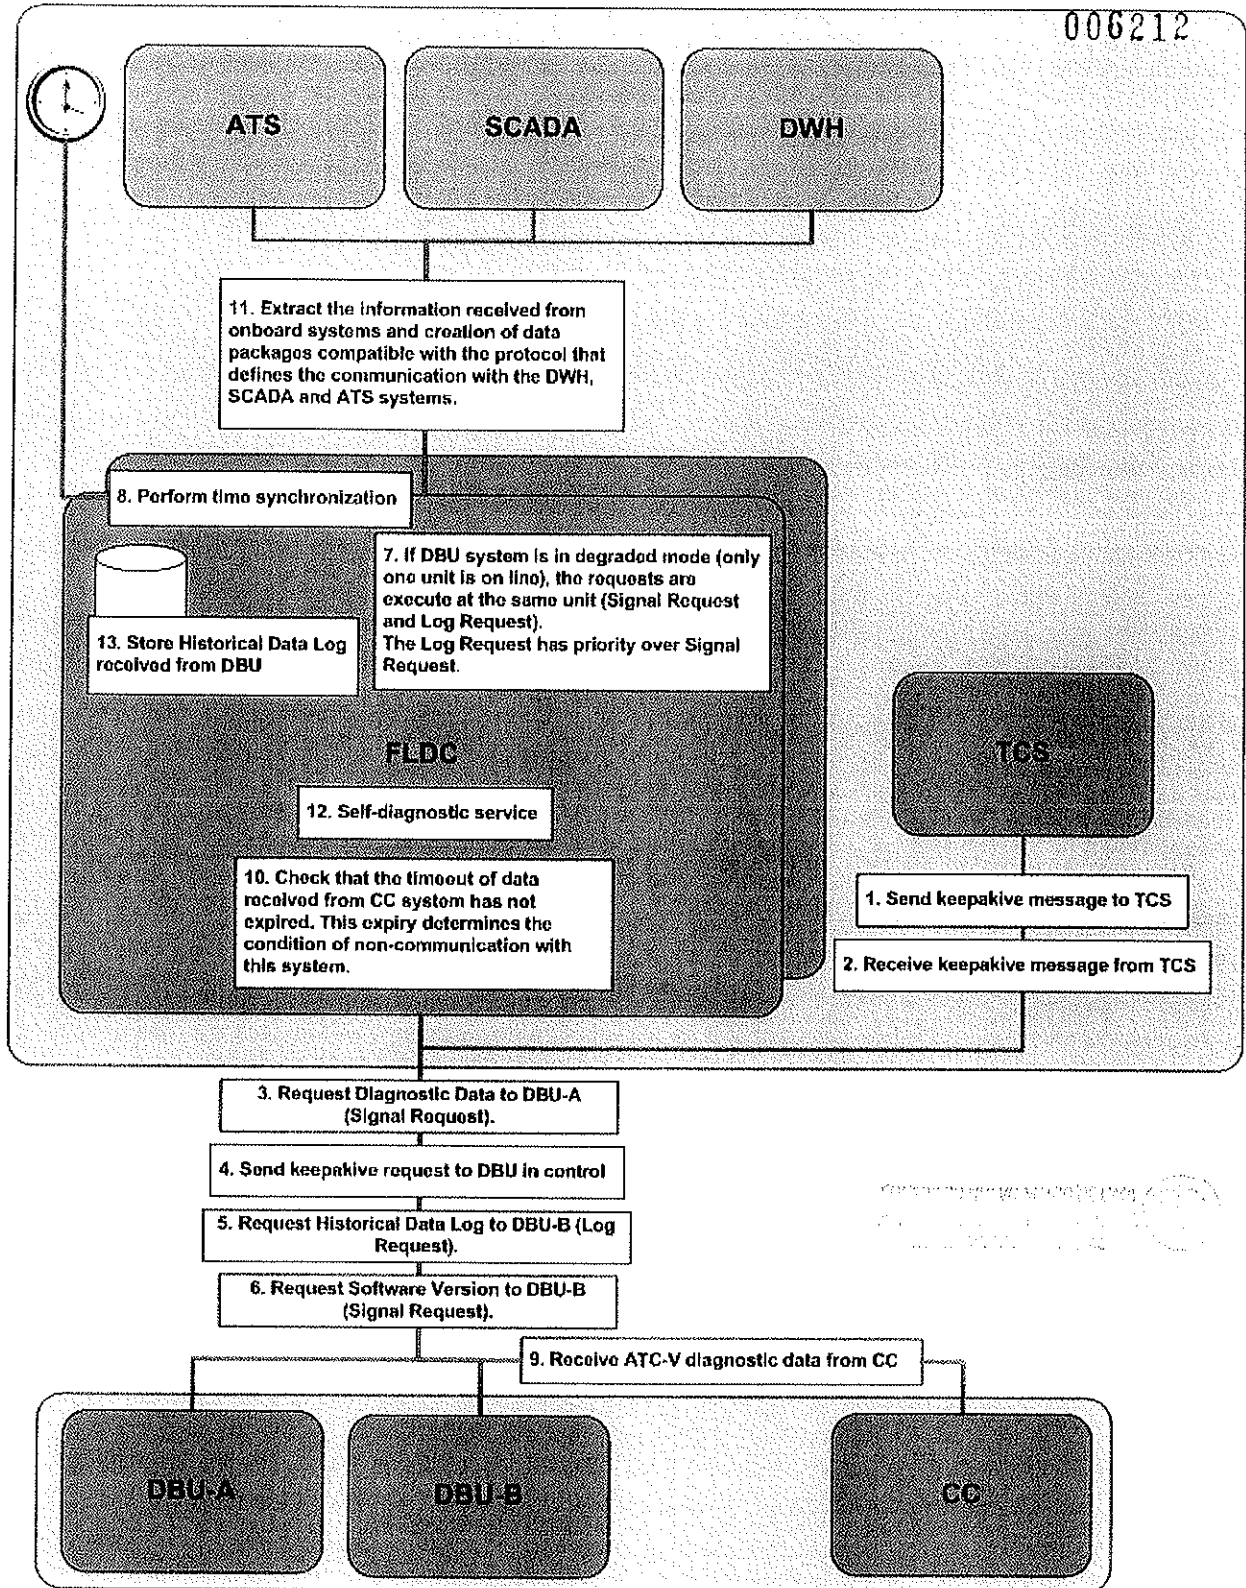 006212
ATS
SCADA
DWH
11. Extract the information received from
onboard systems and creation of data
packages compatible with the protocol that
defines the communication with the DWH,
SCADA and ATS systems.
8. Perform time synchronization
7. If DBU system is in degraded mode (only
one unit is on line), the requests are
execute at the same unit (Signal Request
and Log Request).
The Log Request has priority over Signal
Request.
13. Store Historical Data Log
received from DBU
FLDC
TCS
12. Self-diagnostic service
10. Check that the timeout of data
received from CC system has not
expired. This expiry determines the
condition of non-communication with
this system.
1. Send keepakive message to TCS
2. Receive keepakive message from TCS
3. Request Diagnostic Data to DBU-A
(Signal Request).
4. Send keepakive request to DBU in control
5. Request Historical Data Log to DBU-B (Log
Request).
6. Request Software Version to DBU-B
(Signal Request).
9. Receive ATC-V diagnostic data from CC
DBU-A
DBU-B
CC